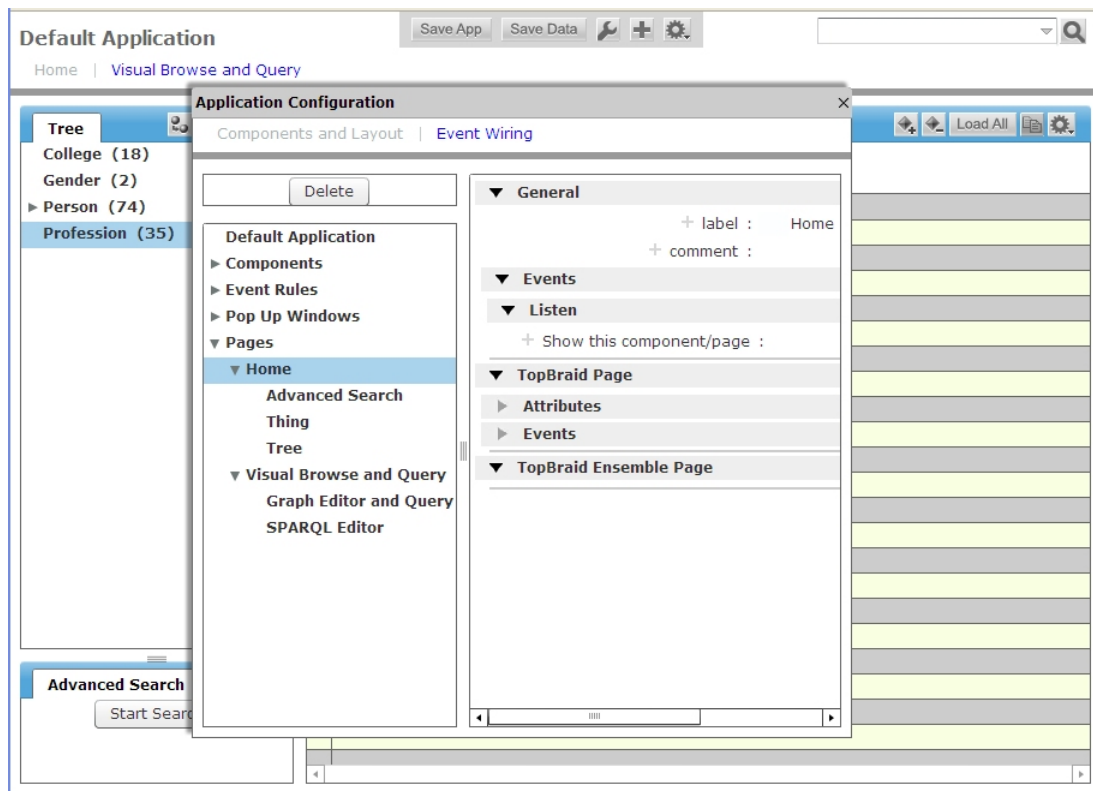 Save App Save Data
Default Application
Home | Visual Browse and Query
Application Configuration
Components and Layout | Event Wiring
Tree
Load All
College (18)
Gender (2)
Person (74)
Profession (35)
Delete
Default Application
Components
Event Rules
Pop Up Windows
Pages
Home
Advanced Search
Thing
Tree
Visual Browse and Query
Graph Editor and Query
SPARQL Editor
General
label : Home
comment :
Events
Listen
Show this component/page :
TopBraid Page
Attributes
Events
TopBraid Ensemble Page
Advanced Search
Start Sear